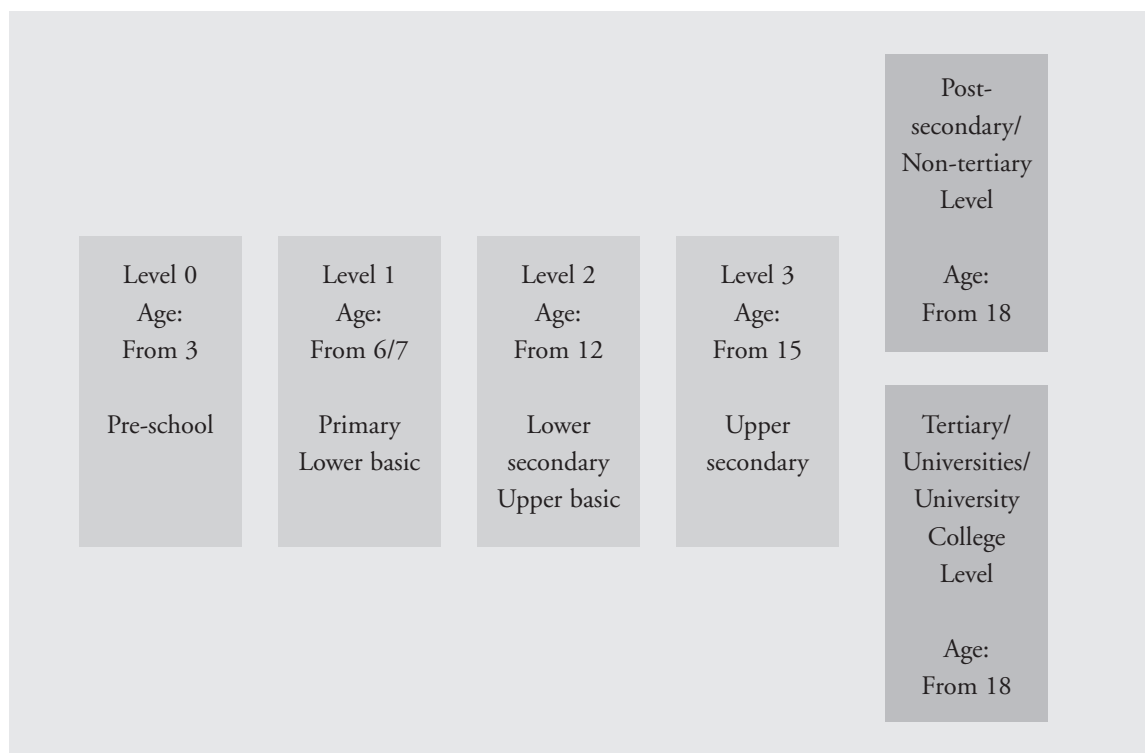 Level 0
Age:
From 3
Pre-school
Level 1
Age:
From 6/7
Primary
Lower basic
Level 2
Age:
From 12
Lower
secondary
Upper basic
Level 3
Age:
From 15
Upper
secondary
Post-
secondary/
Non-tertiary
Level
Age:
From 18
Tertiary/
Universities/
University
College
Level
Age:
From 18